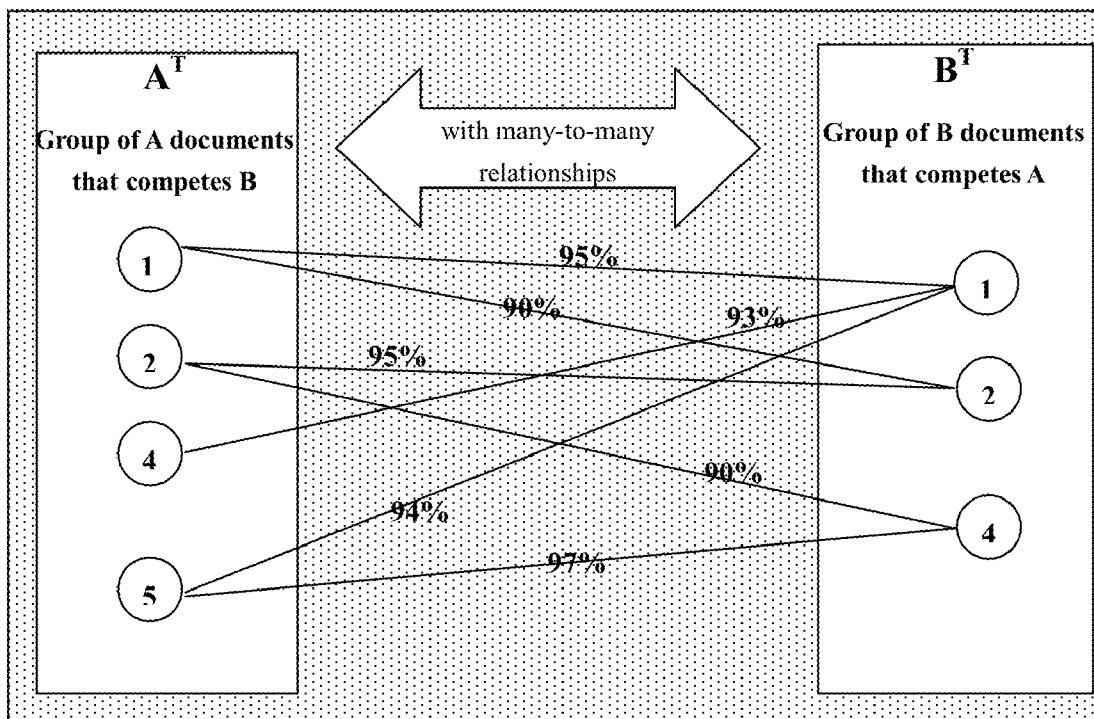 A^T
Group of A documents
that competes B
with many-to-many
relationships
B^T
Group of B documents
that competes A
1
2
4
5
95%
90%
93%
95%
90%
94%
97%
1
2
4